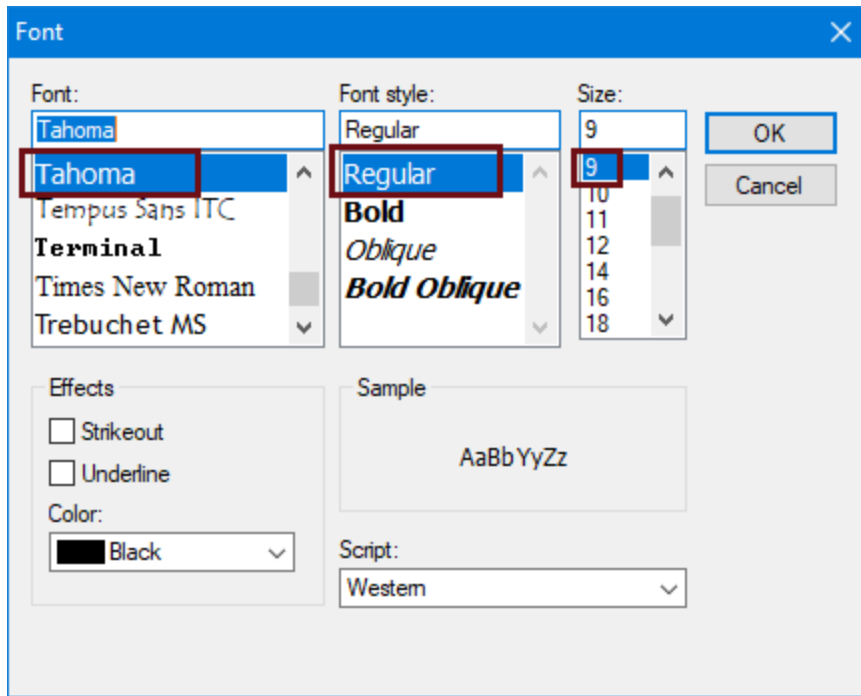 Font
Font: Font style: Size:
Tahoma Regular 9 OK
Tahoma Regular 9 Cancel
Tempus Sans ITC Bold 10
Terminal Oblique 11
Times New Roman Bold Oblique 12
Trebuchet MS 14
16
18
Effects Sample
Strikeout
Underline AaBbYyZz
Color:
Black Script:
Western